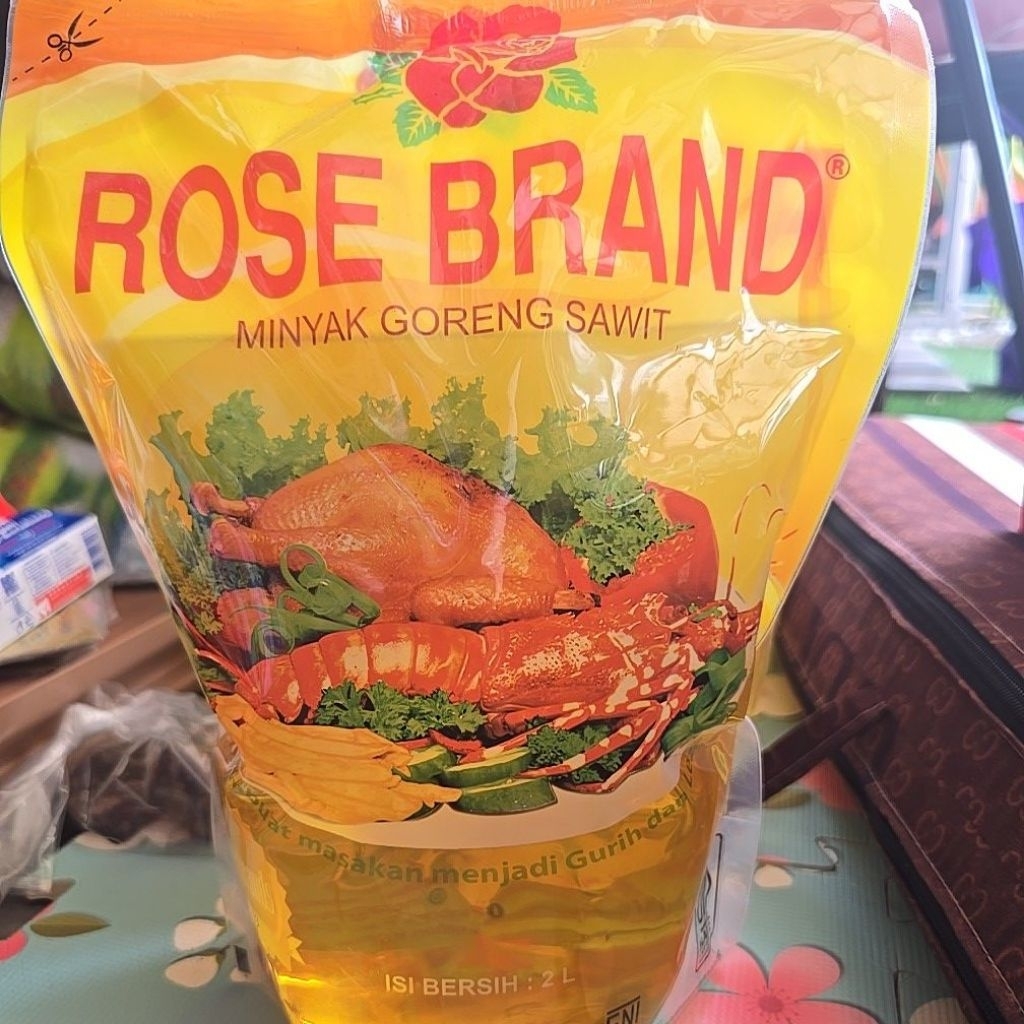 ROSE BRAND®
MINYAK GORENG SAWIT
masakan menjadi Gurih dan
ISI BERSIH : 2 L